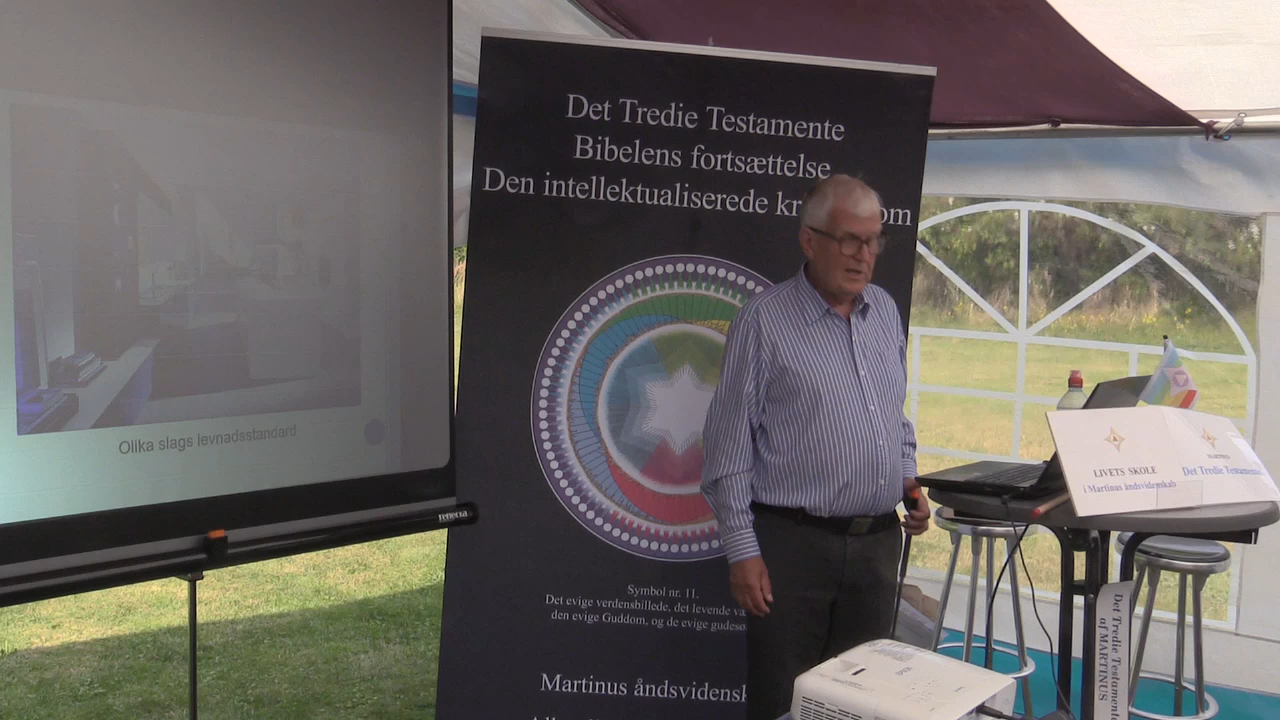 Olika slags levnadsstandard
Det Tredie Testamente
Bibelens fortsættelse
Den intellektualiserede kr om
Symbol nr. 11.
Det evige verdensbillede, det levende
den evige Guddom, og de evige
Martinus åndsvidensk
LIVETS SKOLE
i Martinus åndsvidenskab
MARTINUS
Det Tredie Testamente
Det Tredie Testamente
af MARTINUS